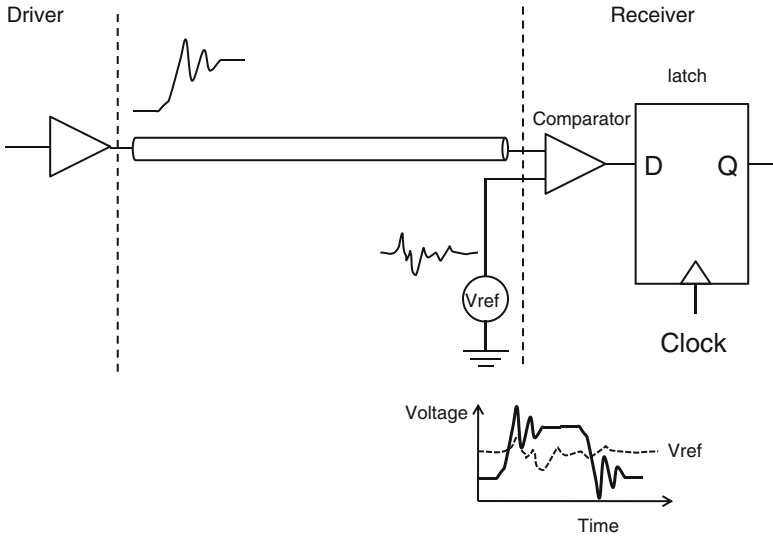 Driver
Receiver
latch
Comparator
D
Q
Vref
Clock
Voltage
Vref
Time